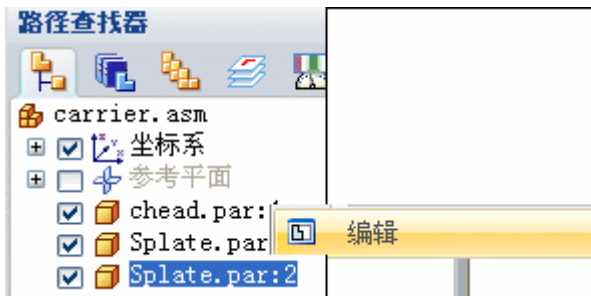 路径查找器
carrier.asm
坐标系
参考平面
chead.par:
Splate.par
编辑
Splate.par:2